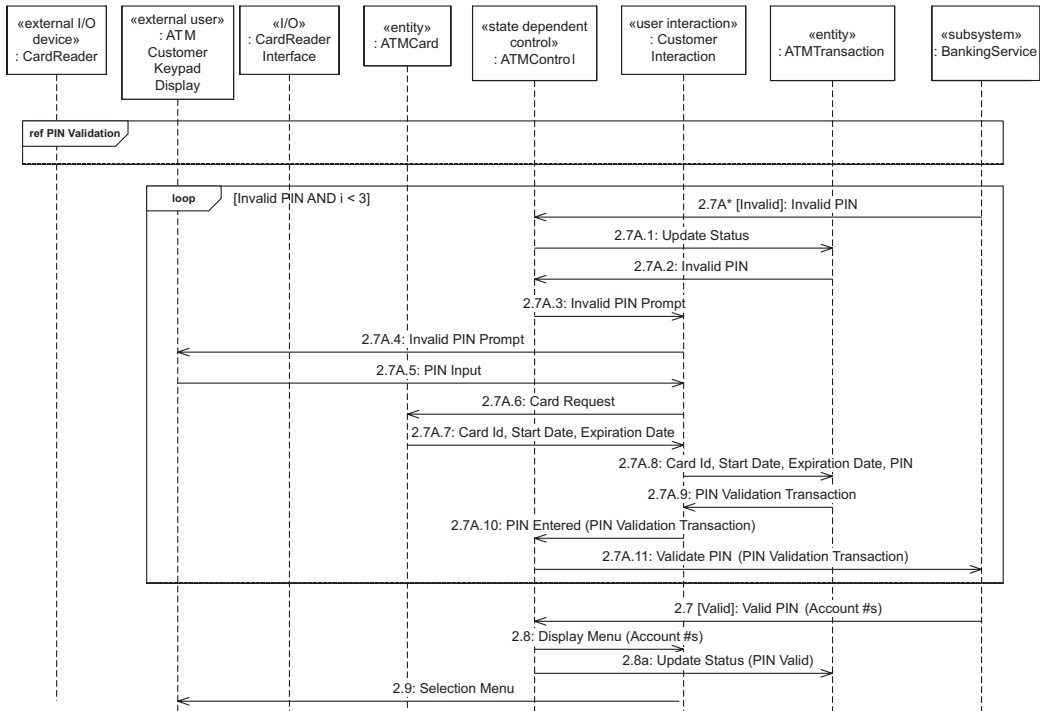 «external I/O
device»
: CardReader
«external user»
: ATM
Customer
Keypad
Display
«I/O»
: CardReader
Interface
«entity»
: ATMCard
«state dependent
control»
: ATMControl
«user interaction»
: Customer
Interaction
«entity»
: ATMTransaction
«subsystem»
: BankingService
ref PIN Validation
loop
[Invalid PIN AND i < 3]
2.7A* [Invalid]: Invalid PIN
2.7A.1: Update Status
2.7A.2: Invalid PIN
2.7A.3: Invalid PIN Prompt
2.7A.4: Invalid PIN Prompt
2.7A.5: PIN Input
2.7A.6: Card Request
2.7A.7: Card Id, Start Date, Expiration Date
2.7A.8: Card Id, Start Date, Expiration Date, PIN
2.7A.9: PIN Validation Transaction
2.7A.10: PIN Entered (PIN Validation Transaction)
2.7A.11: Validate PIN (PIN Validation Transaction)
2.7 [Valid]: Valid PIN (Account #s)
2.8: Display Menu (Account #s)
2.8a: Update Status (PIN Valid)
2.9: Selection Menu